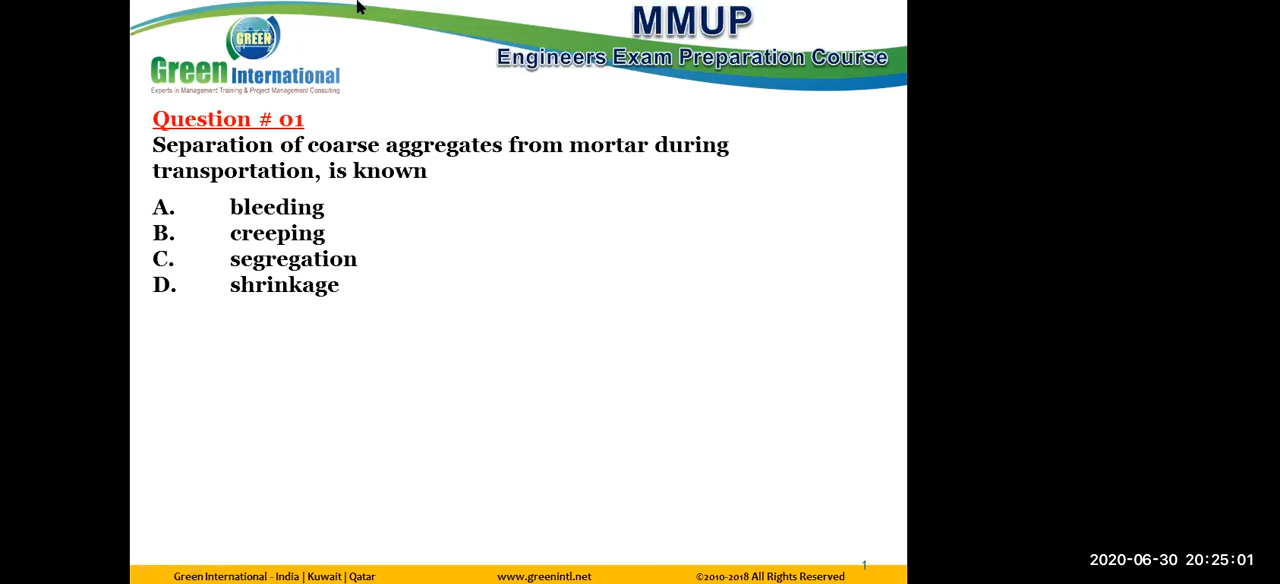 MMUP
Engineers Exam Preparation Course
GREEN
Green International
Experts in Management Training & Project Management Consulting
Question # 01
Separation of coarse aggregates from mortar during
transportation, is known
A. bleeding
B. creeping
C. segregation
D. shrinkage
1
Green International - India | Kuwait | Qatar www.greenintl.net ©2010-2018 All Rights Reserved
2020-06-30 20:25:01